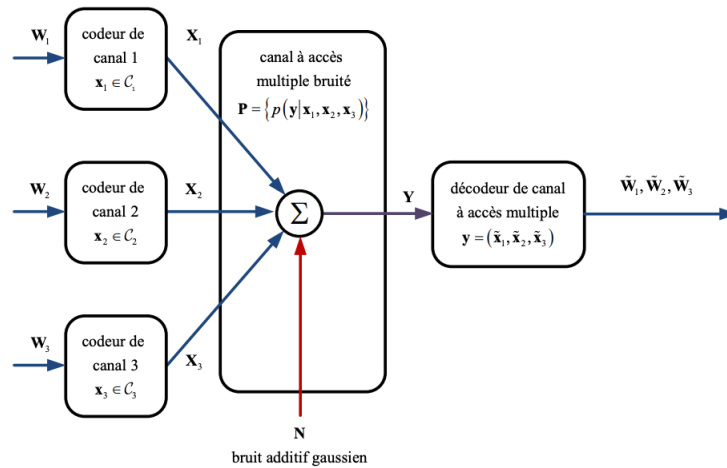 W₁
codeur de
canal 1
x₁ ∈ C₁
X₁
canal à accès
multiple bruité
P = {p(y|x₁, x₂, x₃)}
W₂
codeur de
canal 2
x₂ ∈ C₂
X₂
Σ
Y
décodeur de canal
à accès multiple
y = (x̃₁, x̃₂, x̃₃)
W̃₁, W̃₂, W̃₃
W₃
codeur de
canal 3
x₃ ∈ C₃
X₃
N
bruit additif gaussien